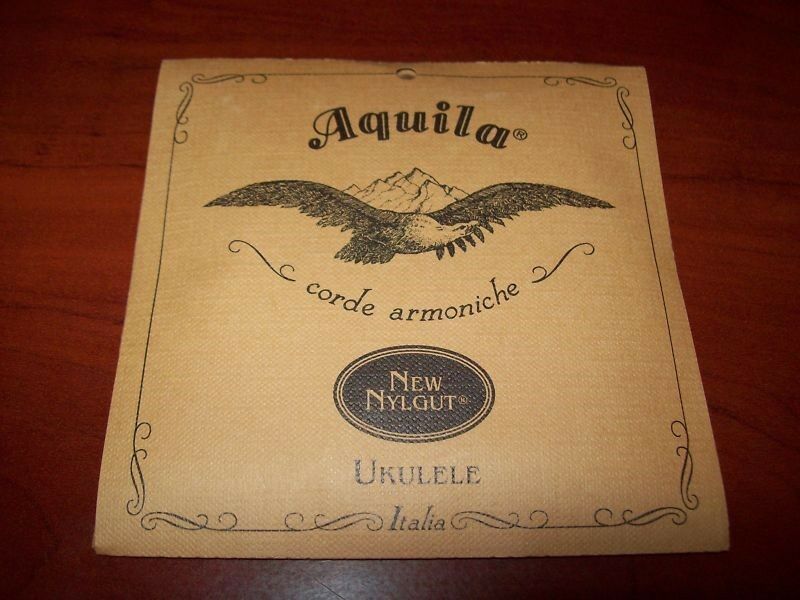 Aquila®
corde armoniche
New
Nylgut®
Ukulele
Italia